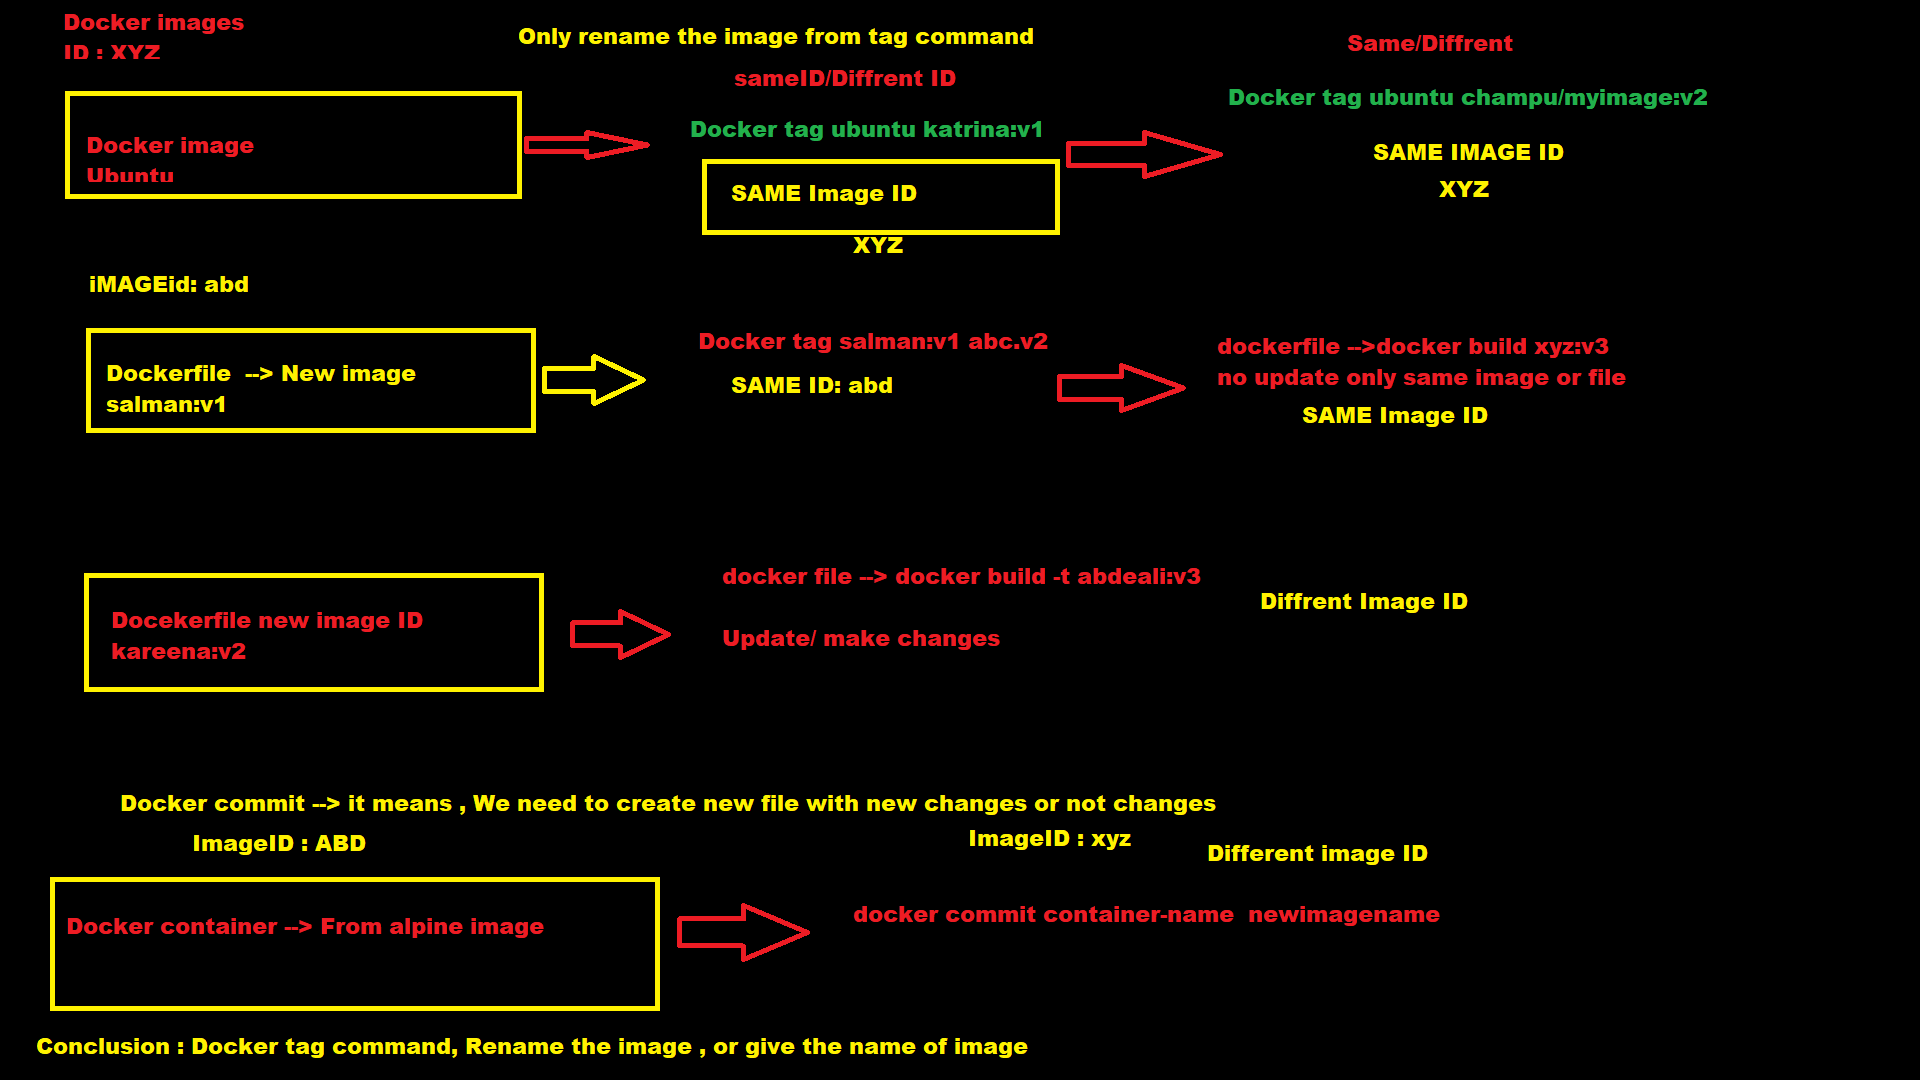 Docker images
ID : XYZ
Only rename the image from tag command
sameID/Diffrent ID
Same/Diffrent
Docker image
Ubuntu
Docker tag ubuntu katrina:v1
SAME Image ID
XYZ
Docker tag ubuntu champu/myimage:v2
SAME IMAGE ID
XYZ
iMAGEid: abd
Dockerfile --> New image
salman:v1
Docker tag salman:v1 abc.v2
SAME ID: abd
dockerfile -->docker build xyz:v3
no update only same image or file
SAME Image ID
Docekerfile new image ID
kareena:v2
docker file --> docker build -t abdeali:v3
Update/ make changes
Diffrent Image ID
Docker commit --> it means , We need to create new file with new changes or not changes
ImageID : ABD
ImageID : xyz
Different image ID
Docker container --> From alpine image
docker commit container-name newimagename
Conclusion : Docker tag command, Rename the image , or give the name of image